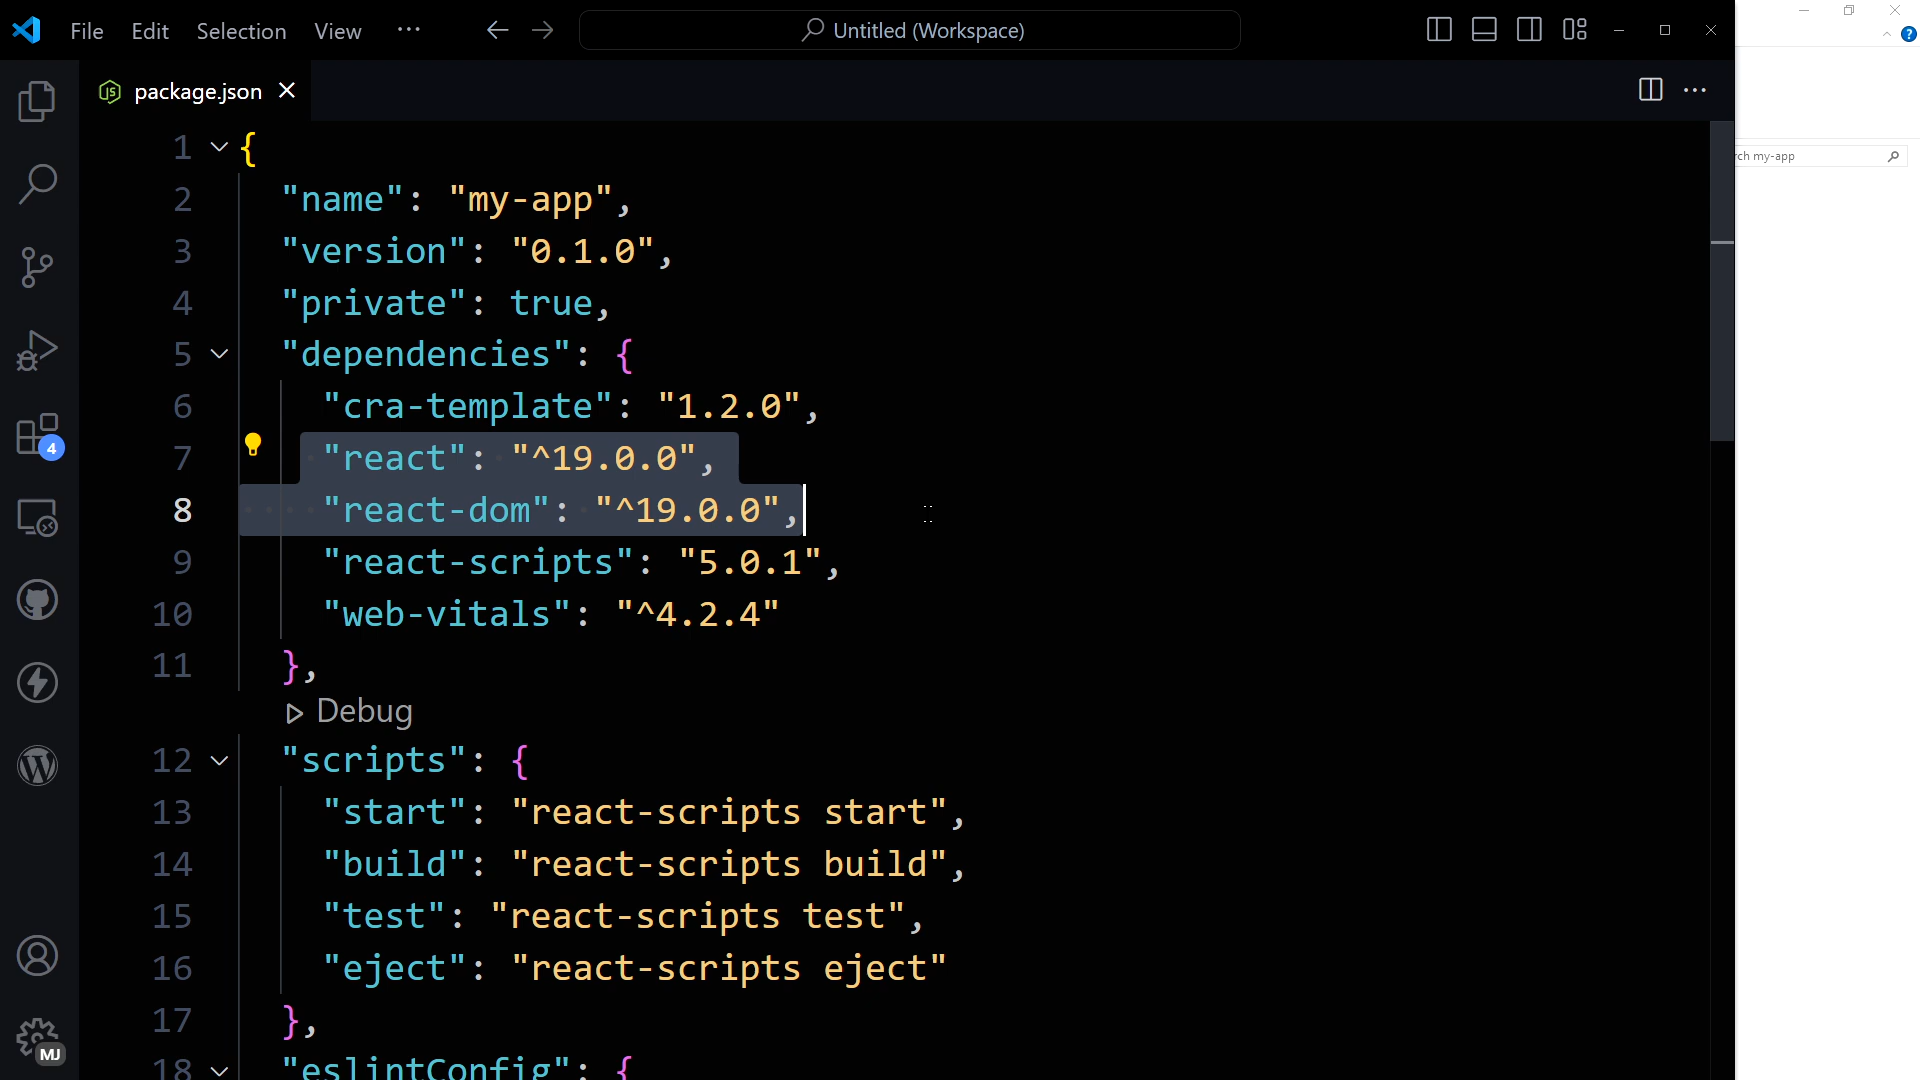 File Edit Selection View ··· Untitled (Workspace)
rch my-app
package.json
1 {
2 "name": "my-app",
3 "version": "0.1.0",
4 "private": true,
5 "dependencies": {
6 "cra-template": "1.2.0",
7 "react": "^19.0.0",
8 "react-dom": "^19.0.0",
9 "react-scripts": "5.0.1",
10 "web-vitals": "^4.2.4"
11 },
Debug
12 "scripts": {
13 "start": "react-scripts start",
14 "build": "react-scripts build",
15 "test": "react-scripts test",
16 "eject": "react-scripts eject"
17 },
18 "eslintConfig": {
4
MJ